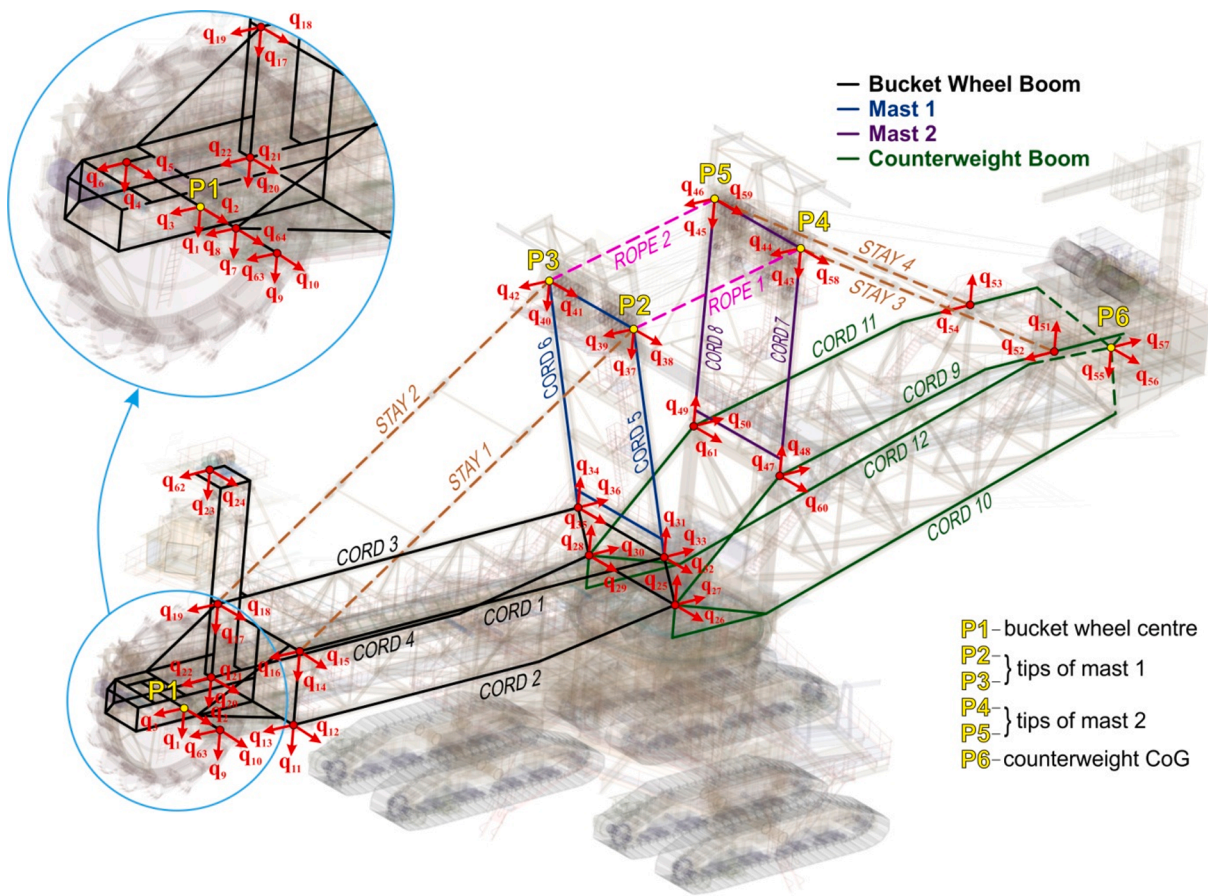 q₁₉
q₁₈
q₁₇
q₅
q₂₂
q₂₁
q₆
q₄
P1
q₂₀
q₃
q₂
q₁
q₈
q₆₄
q₇
q₆₃
q₉
q₁₀
Bucket Wheel Boom
Mast 1
Mast 2
Counterweight Boom
P5
q₄₆
q₅₉
q₄₅
P4
q₄₄
q₅₈
q₄₃
ROPE 2
ROPE 1
STAY 4
STAY 3
P3
q₄₂
q₄₁
q₄₀
P2
q₃₉
q₃₈
q₃₇
q₅₃
q₅₄
q₅₁
q₅₂
P6
q₅₇
q₅₅
q₅₆
CORD 6
CORD 5
CORD 8
CORD 7
CORD 11
CORD 9
CORD 12
CORD 10
STAY 2
STAY 1
q₄₉
q₅₀
q₆₁
q₄₈
q₄₇
q₆₀
q₃₄
q₃₆
q₃₅
q₃₁
q₃₃
q₃₂
q₂₈
q₃₀
q₂₉
q₂₅
q₂₇
q₂₆
q₆₂
q₂₄
q₂₃
CORD 3
CORD 1
CORD 4
CORD 2
q₁₉
q₁₈
q₁₇
q₁₆
q₁₅
q₁₄
q₂₂
q₂₁
q₂₀
P1
q₃
q₂
q₁
q₆₃
q₁₀
q₉
q₁₃
q₁₂
q₁₁
P1 – bucket wheel centre
P2
P3 } tips of mast 1
P4
P5 } tips of mast 2
P6 – counterweight CoG